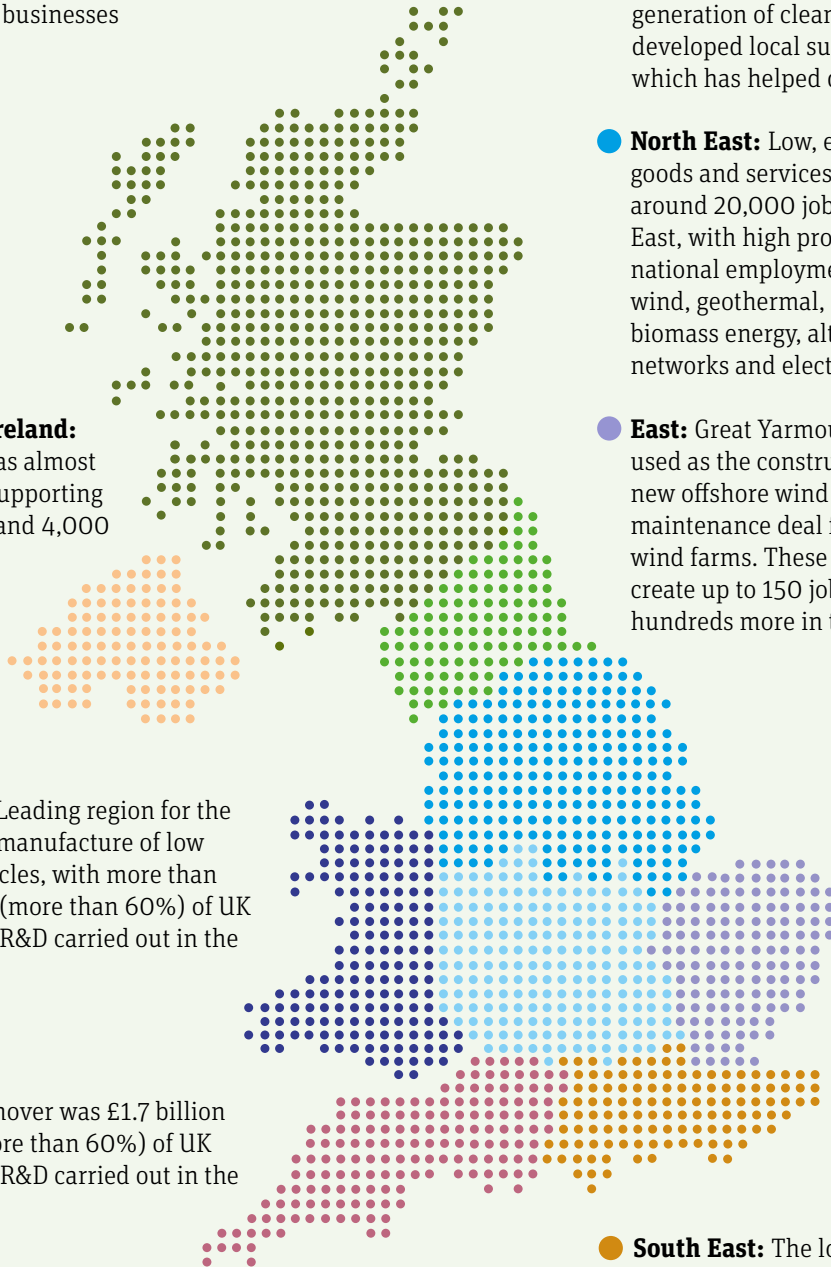 businesses
generation of clean
developed local su
which has helped
North East: Low, e
goods and services
around 20,000 job
East, with high pro
national employme
wind, geothermal,
biomass energy, alt
networks and elect
reland:
as almost
upporting
and 4,000
East: Great Yarmou
used as the constru
new offshore wind
maintenance deal
wind farms. These
create up to 150 jo
hundreds more in
Leading region for the
manufacture of low
cles, with more than
(more than 60%) of UK
R&D carried out in the
nover was £1.7 billion
ore than 60%) of UK
R&D carried out in the
South East: The lo